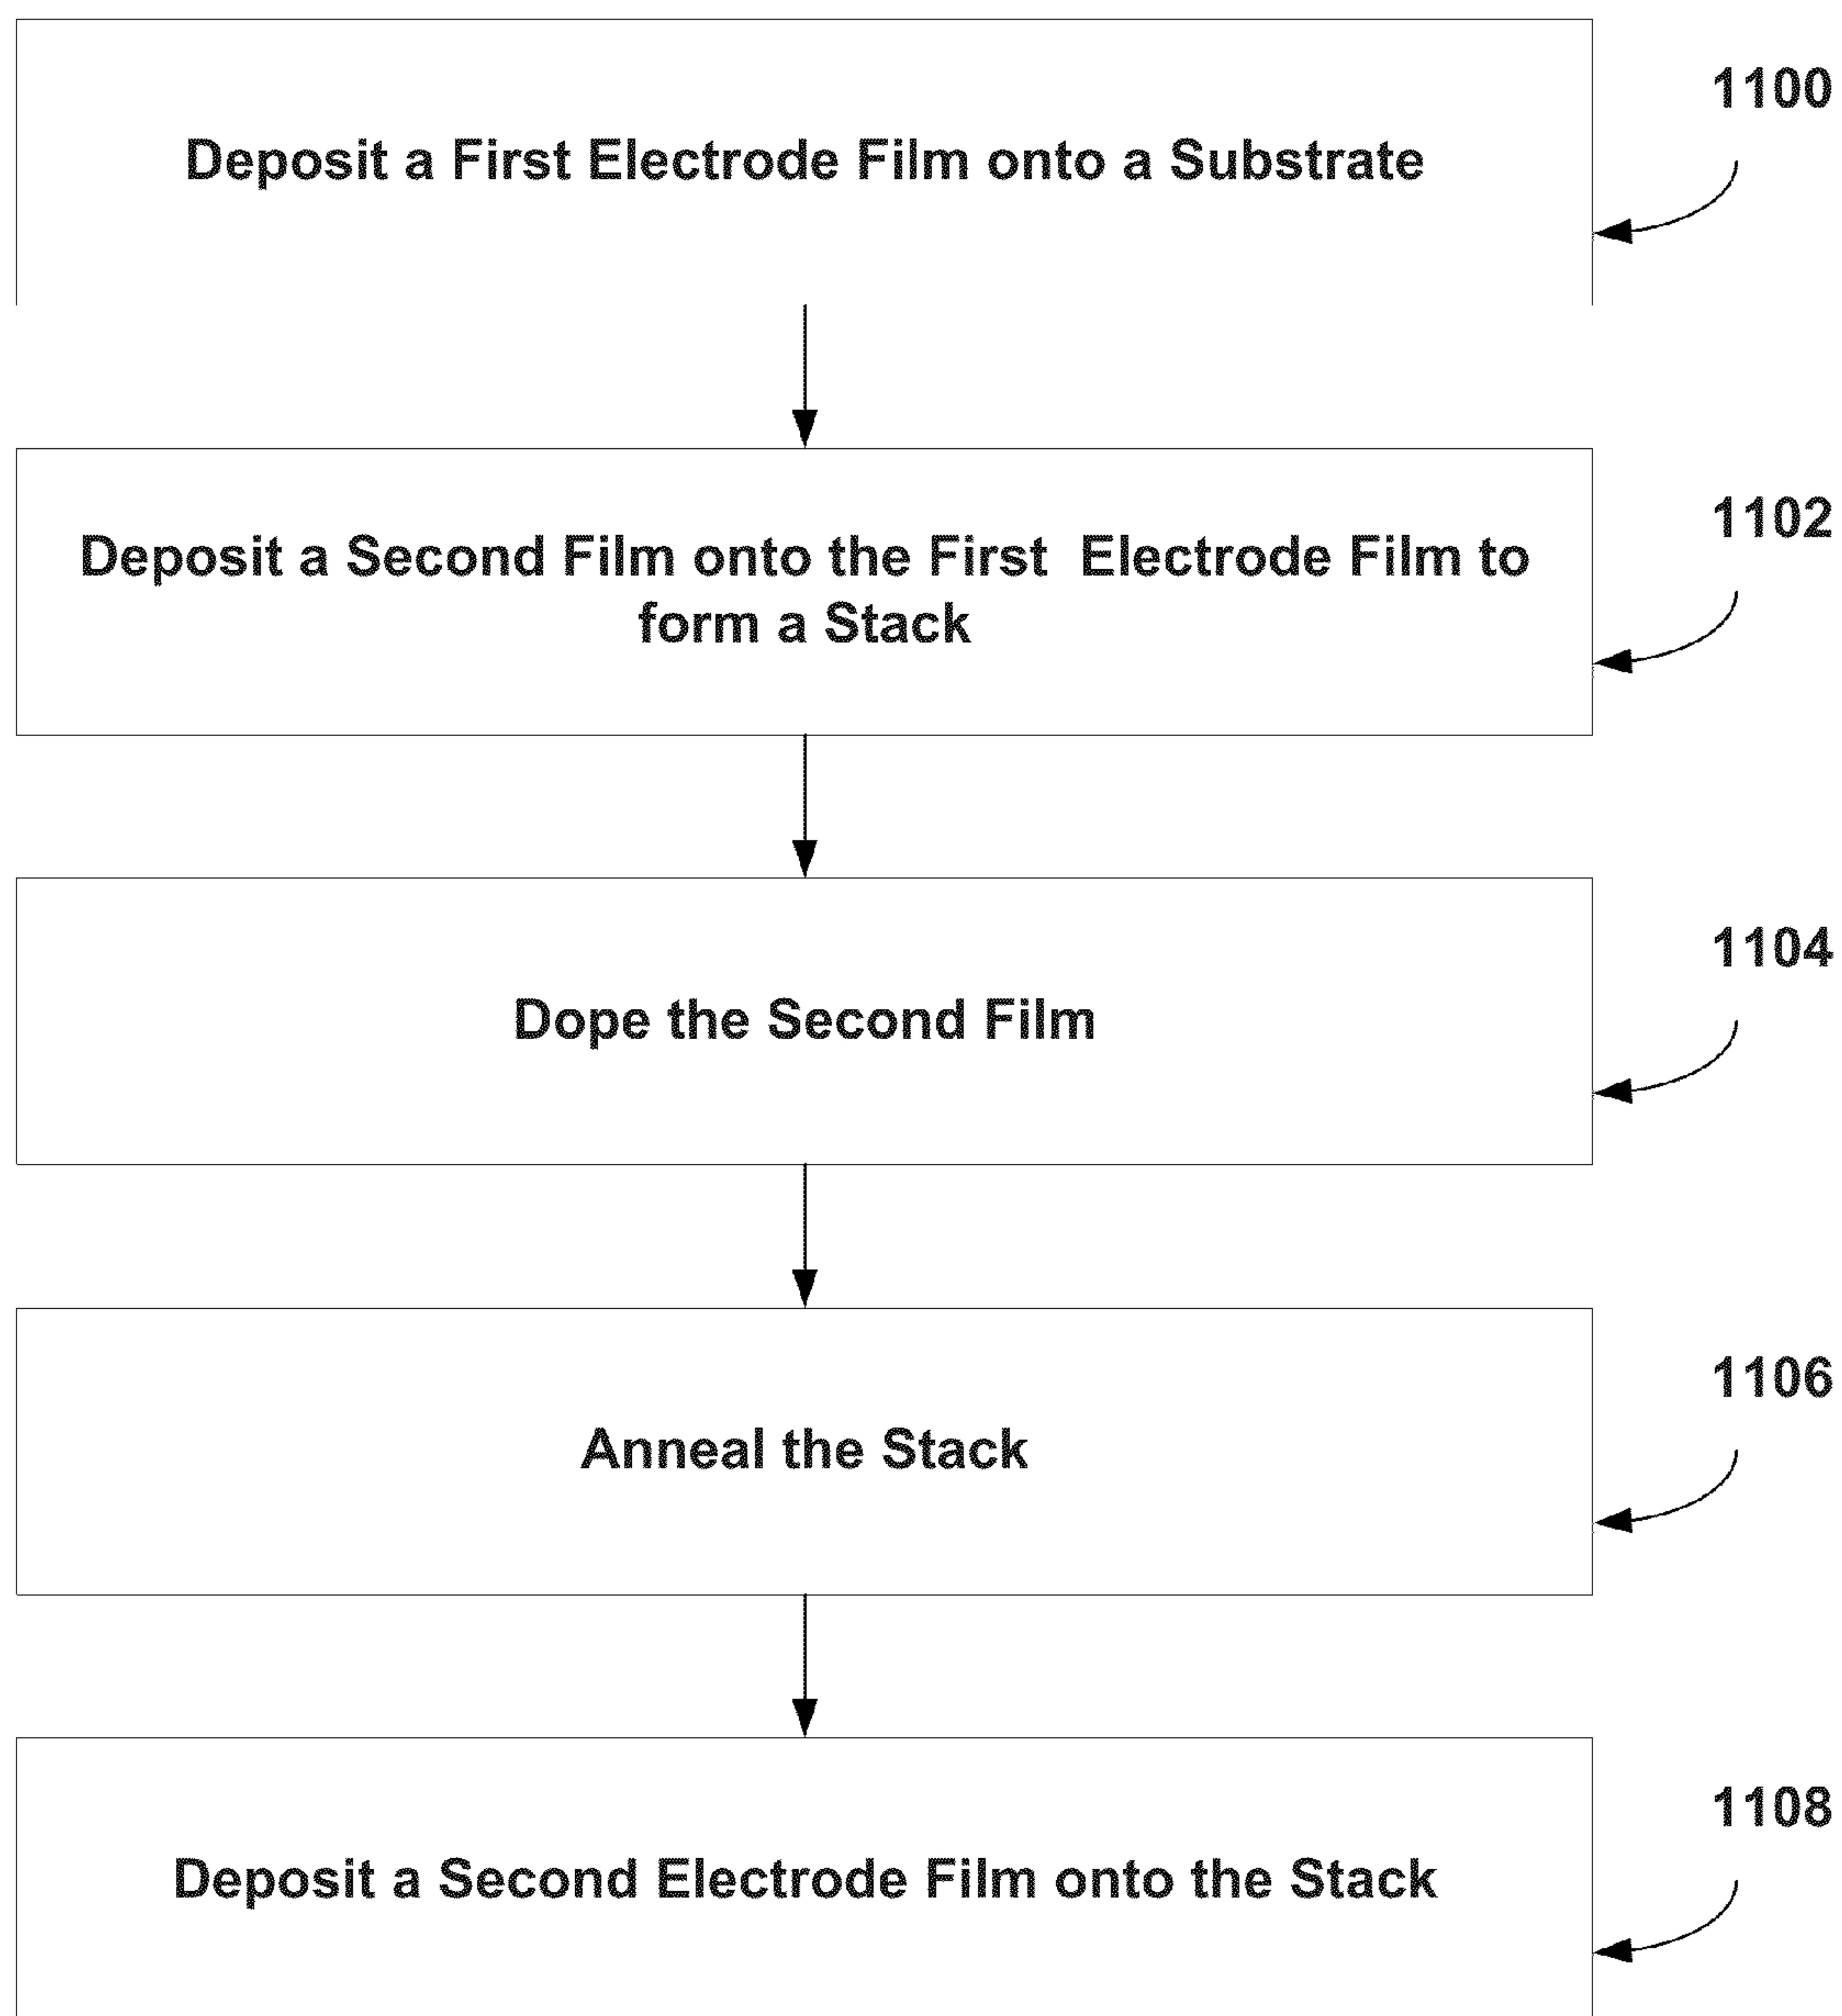 Deposit a First Electrode Film onto a Substrate
1100
Deposit a Second Film onto the First  Electrode Film to
form a Stack
1102
Dope the Second Film
1104
Anneal the Stack
1106
Deposit a Second Electrode Film onto the Stack
1108